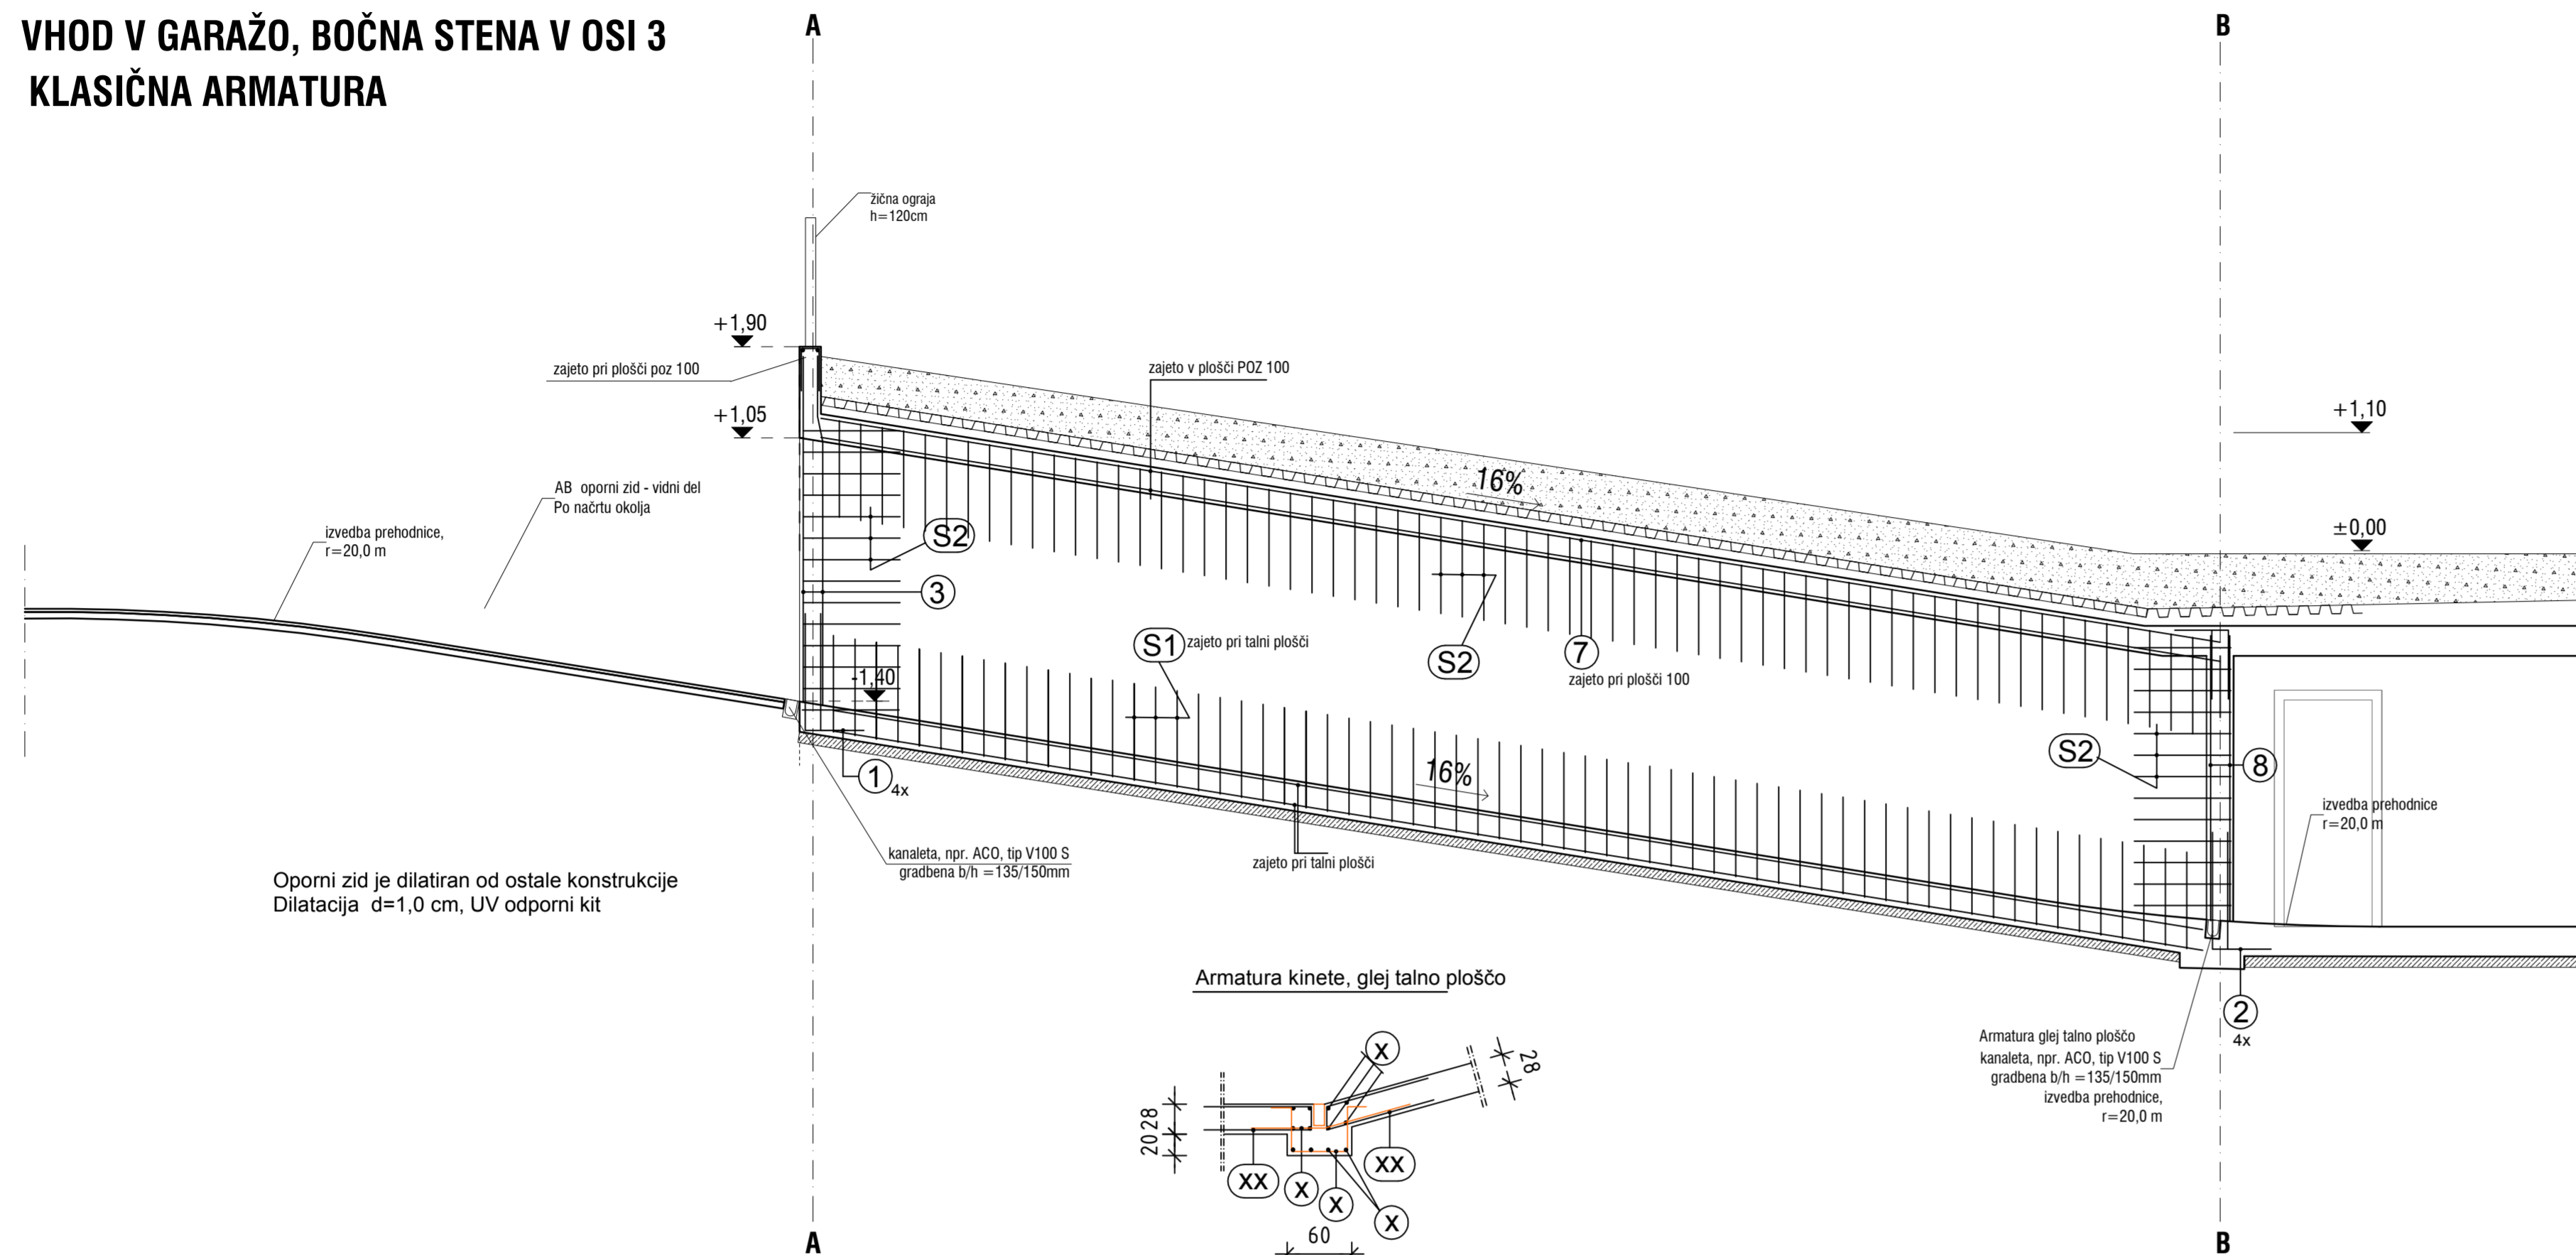 VHOD V GARAŽO, BOČNA STENA V OSI 3
KLASIČNA ARMATURA
A
B
žična ograja
h=120cm
+1,90
zajeto pri plošči poz 100
zajeto v plošči POZ 100
+1,05
+1,10
16%
AB oporni zid - vidni del
Po načrtu okolja
izvedba prehodnice,
r=20,0 m
±0,00
S2
3
S1
zajeto pri talni plošči
S2
7
zajeto pri plošči 100
-1,40
S2
8
16%
1
4x
izvedba prehodnice
r=20,0 m
kanaleta, npr. ACO, tip V100 S
gradbena b/h =135/150mm
zajeto pri talni plošči
Oporni zid je dilatiran od ostale konstrukcije
Dilatacija d=1,0 cm, UV odporni kit
Armatura kinete, glej talno ploščo
2
4x
Armatura glej talno ploščo
kanaleta, npr. ACO, tip V100 S
gradbena b/h =135/150mm
izvedba prehodnice,
r=20,0 m
X
28
28
20
XX
X
X
XX
X
60
A
B